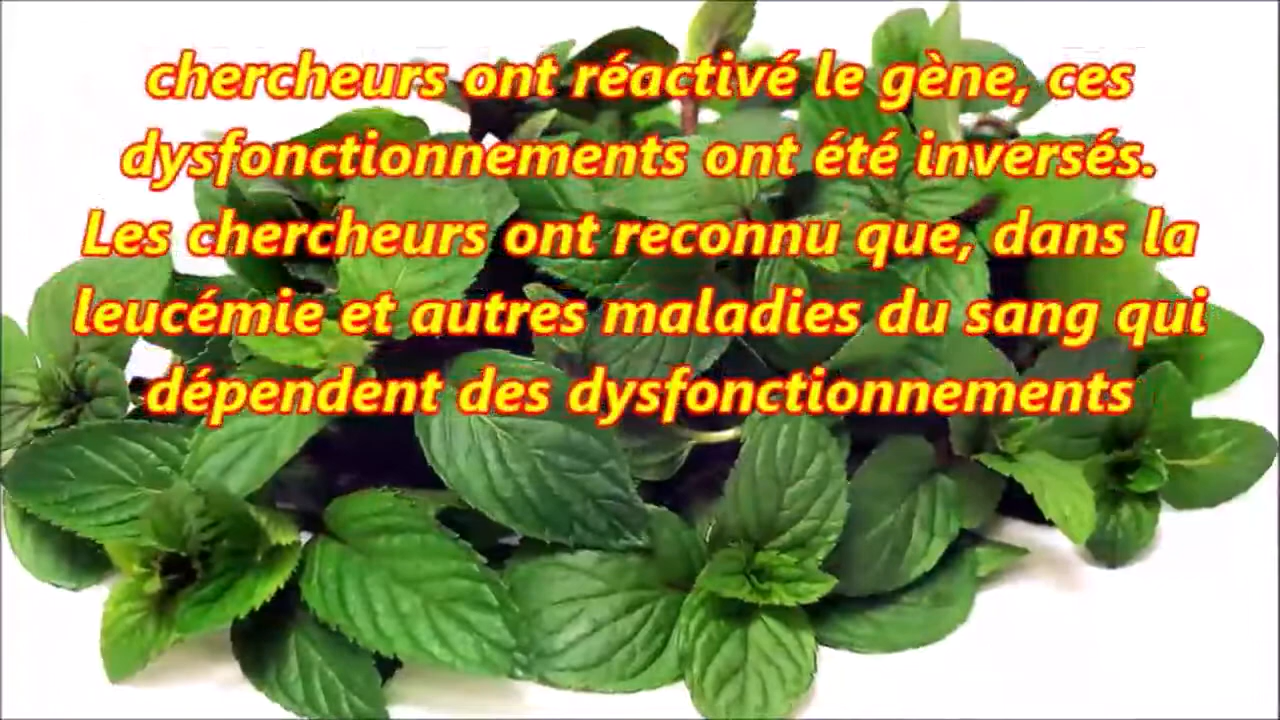 chercheurs ont réactivé le gène, ces
dysfonctionnements ont été inversés.
Les chercheurs ont reconnu que, dans la
leucémie et autres maladies du sang qui
dépendent des dysfonctionnements